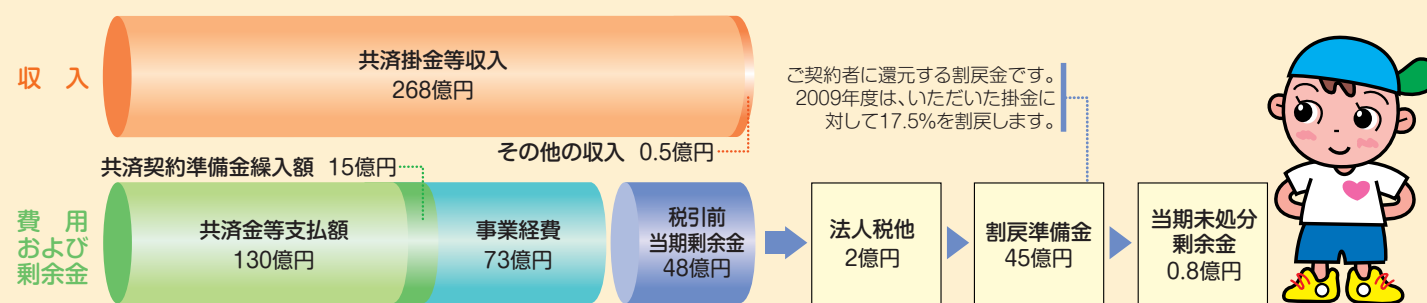 収 入
共済掛金等収入
268億円
その他の収入 0.5億円
ご契約者に還元する割戻金です。
2009年度は、いただいた掛金に
対して17.5%を割戻します。
費 用
および
剰余金
共済契約準備金繰入額 15億円
共済金等支払額
130億円
事業経費
73億円
税引前
当期剰余金
48億円
法人税他
2億円
割戻準備金
45億円
当期未処分
剰余金
0.8億円